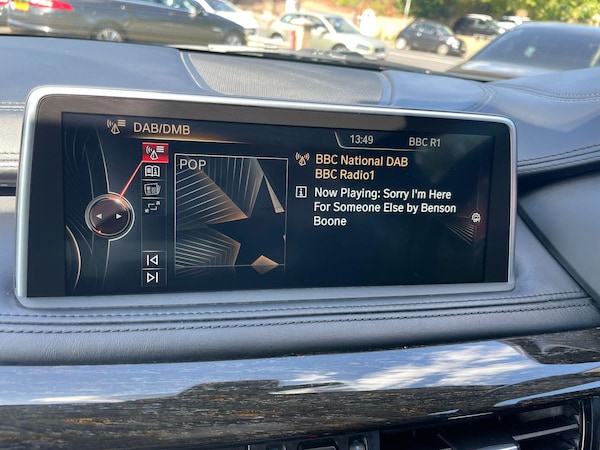 DAB/DMB
13:49
BBC R1
POP
BBC National DAB
BBC Radio1
Now Playing: Sorry I'm Here
For Someone Else by Benson
Boone